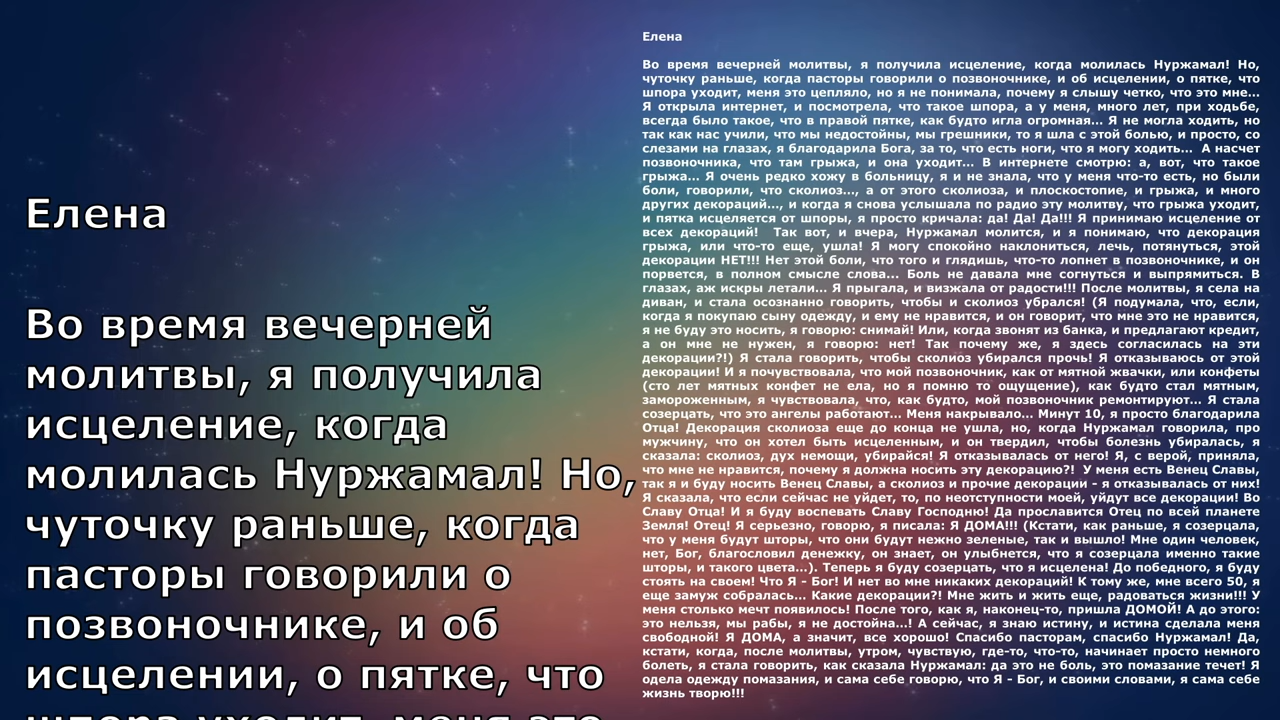 Елена
Во время вечерней
молитвы, я получила
исцеление, когда
молилась Нуржамал! Но,
чуточку раньше, когда
пасторы говорили о
позвоночнике, и об
исцелении, о пятке, что
шпора уходит, меня это
Елена
Во время вечерней молитвы, я получила исцеление, когда молилась Нуржамал! Но,
чуточку раньше, когда пасторы говорили о позвоночнике, и об исцелении, о пятке, что
шпора уходит, меня это цепляло, но я не понимала, почему я слышу четко, что это мне...
Я открыла интернет, и посмотрела, что такое шпора, а у меня, много лет, при ходьбе,
всегда было такое, что в правой пятке, как будто игла огромная... Я не могла ходить, но
так как нас учили, что мы недостойны, мы грешники, то я шла с этой болью, и просто, со
слезами на глазах, я благодарила Бога, за то, что есть ноги, что я могу ходить... А насчет
позвоночника, что там грыжа, и она уходит... В интернете смотрю: а, вот, что такое
грыжа... Я очень редко хожу в больницу, я и не знала, что у меня что-то есть, но были
боли, говорили, что сколиоз..., а от этого сколиоза, и плоскостопие, и грыжа, и много
других декораций..., и когда я снова услышала по радио эту молитву, что грыжа уходит,
и пятка исцеляется от шпоры, я просто кричала: да! Да! Да!!! Я принимаю исцеление от
всех декораций! Так вот, и вчера, Нуржамал молится, и я понимаю, что декорация
грыжа, или что-то еще, ушла! Я могу спокойно наклониться, лечь, потянуться, этой
декорации НЕТ!!! Нет этой боли, что того и глядишь, что-то лопнет в позвоночнике, и он
порвется, в полном смысле слова... Боль не давала мне согнуться и выпрямиться. В
глазах, аж искры летали... Я прыгала, и визжала от радости!!! После молитвы, я села на
диван, и стала осознанно говорить, чтобы и сколиоз убрался! (Я подумала, что, если,
когда я покупаю сыну одежду, и ему не нравится, и он говорит, что мне это не нравится,
я не буду это носить, я говорю: снимай! Или, когда звонят из банка, и предлагают кредит,
а он мне не нужен, я говорю: нет! Так почему же, я здесь согласилась на эти
декорации?!) Я стала говорить, чтобы сколиоз убирался прочь! Я отказываюсь от этой
декорации! И я почувствовала, что мой позвоночник, как от мятной жвачки, или конфеты
(сто лет мятных конфет не ела, но я помню то ощущение), как будто стал мятным,
замороженным, я чувствовала, что, как будто, мой позвоночник ремонтируют... Я стала
созерцать, что это ангелы работают... Меня накрывало... Минут 10, я просто благодарила
Отца! Декорация сколиоза еще до конца не ушла, но, когда Нуржамал говорила, про
мужчину, что он хотел быть исцеленным, и он твердил, чтобы болезнь убиралась, я
сказала: сколиоз, дух немощи, убирайся! Я отказывалась от него! Я, с верой, приняла,
что мне не нравится, почему я должна носить эту декорацию?! У меня есть Венец Славы,
так я и буду носить Венец Славы, а сколиоз и прочие декорации - я отказывалась от них!
Я сказала, что если сейчас не уйдет, то, по неотступности моей, уйдут все декорации! Во
Славу Отца! И я буду воспевать Славу Господню! Да прославится Отец по всей планете
Земля! Отец! Я серьезно, говорю, я писала: Я ДОМА!!! (Кстати, как раньше, я созерцала,
что у меня будут шторы, что они будут нежно зеленые, так и вышло! Мне один человек,
нет, Бог, благословил денежку, он знает, он улыбнется, что я созерцала именно такие
шторы, и такого цвета...). Теперь я буду созерцать, что я исцелена! До победного, я буду
стоять на своем! Что Я - Бог! И нет во мне никаких декораций! К тому же, мне всего 50, я
еще замуж собралась... Какие декорации?! Мне жить и жить еще, радоваться жизни!!! У
меня столько мечт появилось! После того, как я, наконец-то, пришла ДОМОЙ! А до этого:
это нельзя, мы рабы, я не достойна...! А сейчас, я знаю истину, и истина сделала меня
свободной! Я ДОМА, а значит, все хорошо! Спасибо пасторам, спасибо Нуржамал! Да,
кстати, когда, после молитвы, утром, чувствую, где-то, что-то, начинает просто немного
болеть, я стала говорить, как сказала Нуржамал: да это не боль, это помазание течет! Я
одела одежду помазания, и сама себе говорю, что Я - Бог, и своими словами, я сама себе
жизнь творю!!!